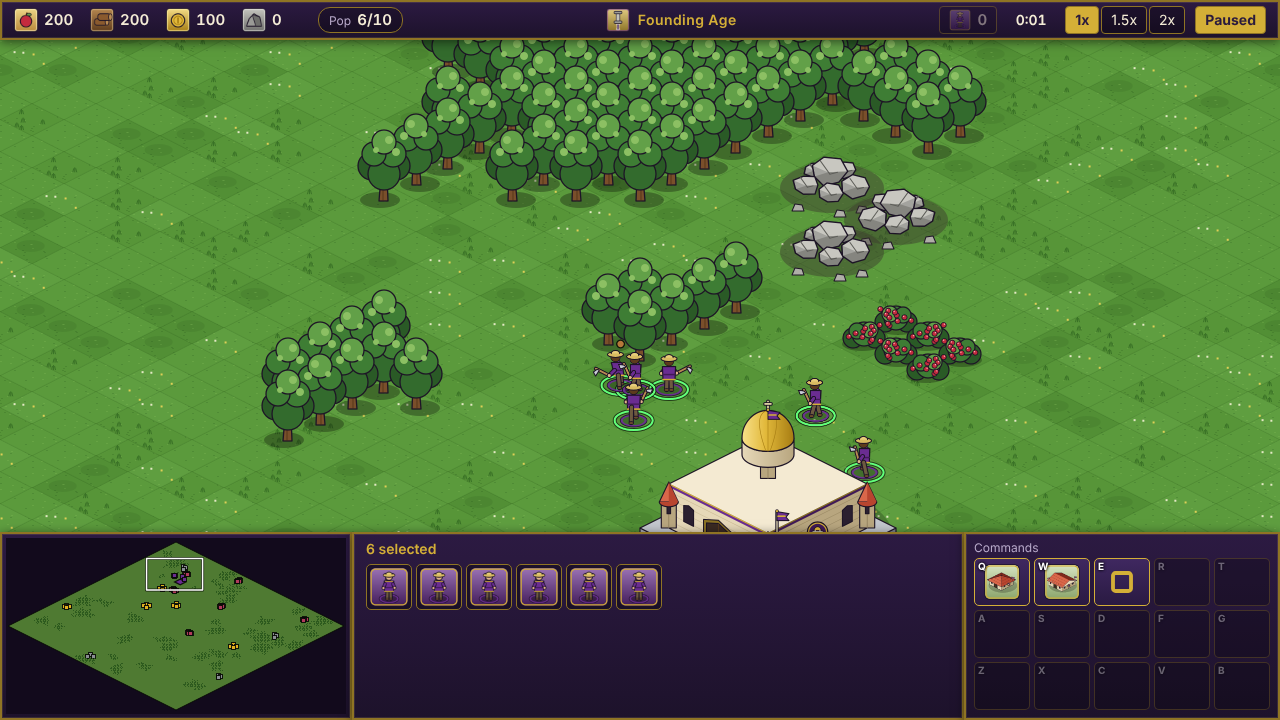 200
200
100
0
Pop 6/10
Founding Age
0
0:01
1x
1.5x
2x
Paused
6 selected
Commands
Q W E R T
A S D F G
Z X C V B